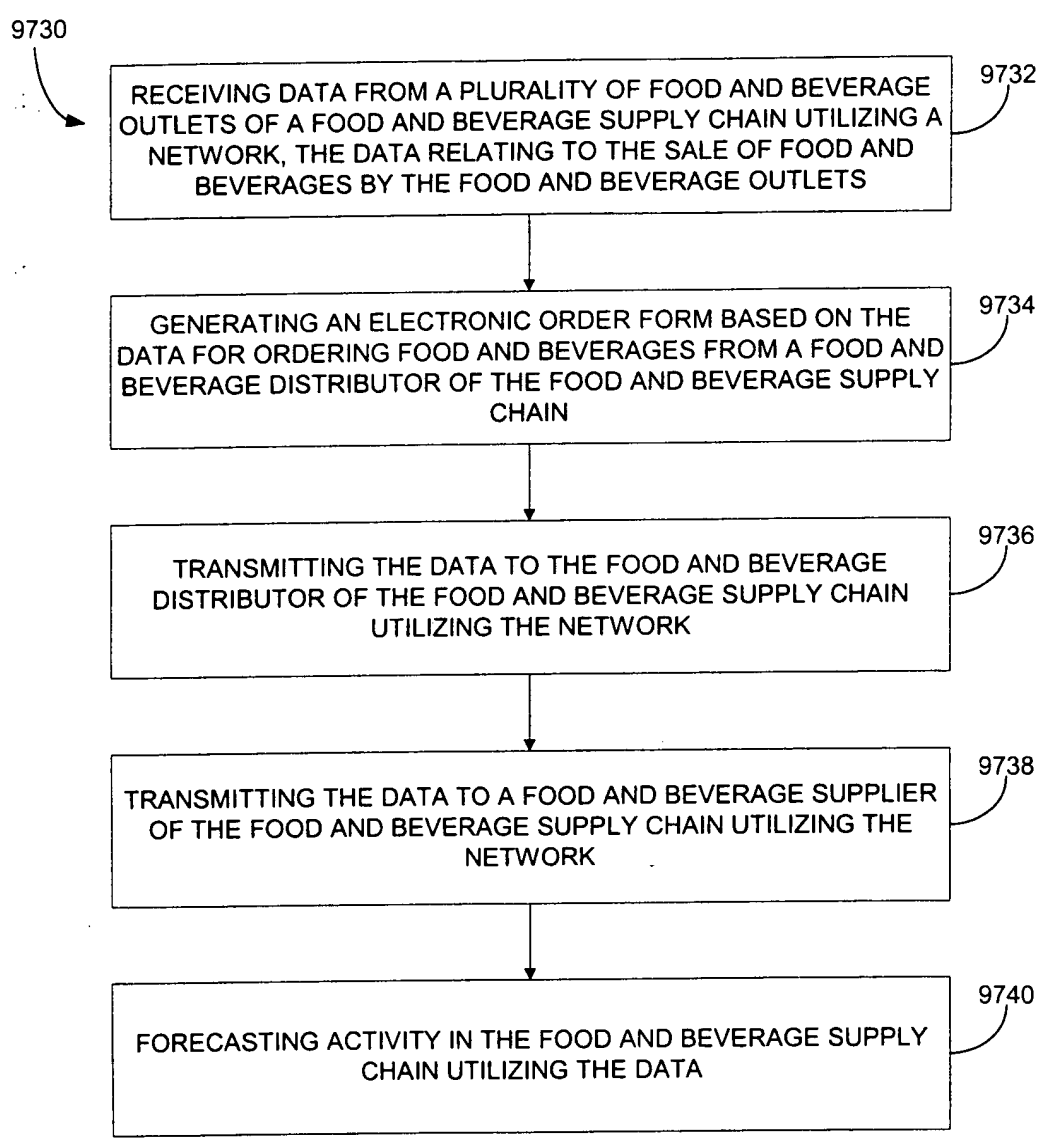 9730
9732
RECEIVING DATA FROM A PLURALITY OF FOOD AND BEVERAGE
OUTLETS OF A FOOD AND BEVERAGE SUPPLY CHAIN UTILIZING A
NETWORK, THE DATA RELATING TO THE SALE OF FOOD AND
BEVERAGES BY THE FOOD AND BEVERAGE OUTLETS
9734
GENERATING AN ELECTRONIC ORDER FORM BASED ON THE
DATA FOR ORDERING FOOD AND BEVERAGES FROM A FOOD AND
BEVERAGE DISTRIBUTOR OF THE FOOD AND BEVERAGE SUPPLY
CHAIN
9736
TRANSMITTING THE DATA TO THE FOOD AND BEVERAGE
DISTRIBUTOR OF THE FOOD AND BEVERAGE SUPPLY CHAIN
UTILIZING THE NETWORK
9738
TRANSMITTING THE DATA TO A FOOD AND BEVERAGE SUPPLIER
OF THE FOOD AND BEVERAGE SUPPLY CHAIN UTILIZING THE
NETWORK
9740
FORECASTING ACTIVITY IN THE FOOD AND BEVERAGE SUPPLY
CHAIN UTILIZING THE DATA